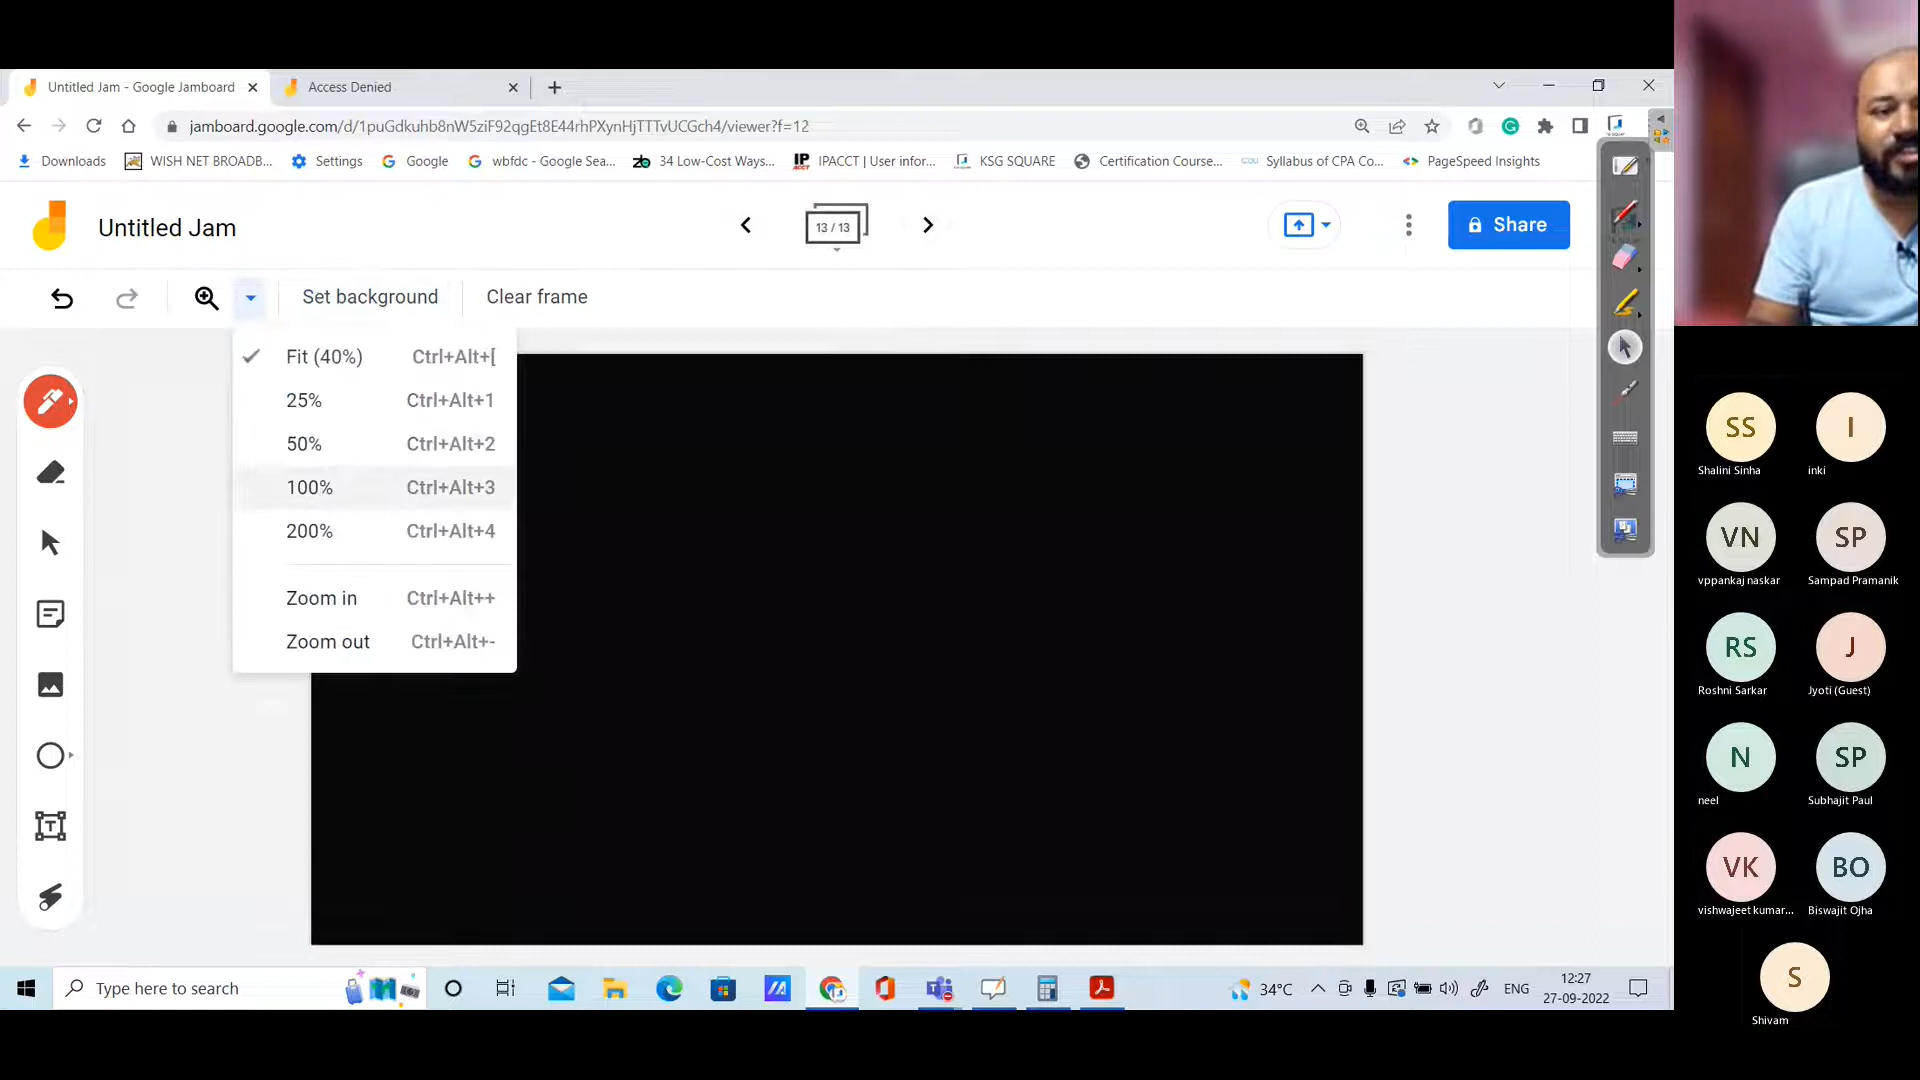 Untitled Jam - Google Jamboard
Access Denied
jamboard.google.com/d/1puGdkuhb8nW5ziF92qgEt8E44rhPXynHjTTTvUCGch4/viewer?f=12
Downloads
WISH NET BROADB...
Settings
Google
wbfdc - Google Sea...
34 Low-Cost Ways...
IPACCT | User infor...
KSG SQUARE
Certification Course...
Syllabus of CPA Co...
PageSpeed Insights
Untitled Jam
13 / 13
Share
Set background
Clear frame
Fit (40%) Ctrl+Alt+[
25% Ctrl+Alt+1
50% Ctrl+Alt+2
100% Ctrl+Alt+3
200% Ctrl+Alt+4
Zoom in Ctrl+Alt++
Zoom out Ctrl+Alt+-
SS
Shalini Sinha
I
inki
VN
vppankaj naskar
SP
Sampad Pramanik
RS
Roshni Sarkar
J
Jyoti (Guest)
N
neel
SP
Subhajit Paul
VK
vishwajeet kumar...
BO
Biswajit Ojha
S
Shivam
Type here to search
34°C
ENG
12:27
27-09-2022